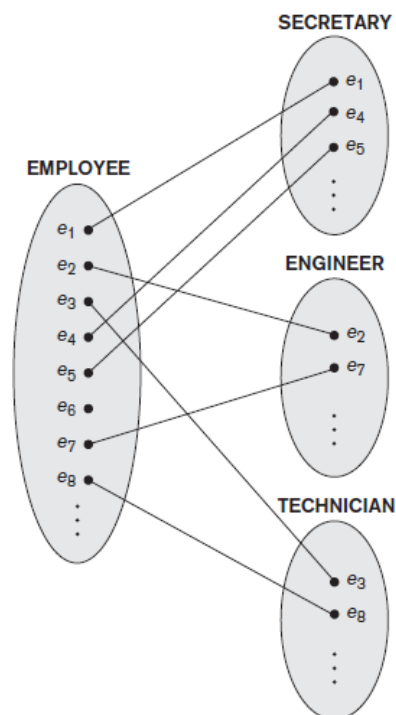 SECRETARY
e1
e4
e5
EMPLOYEE
e1
e2
e3
e4
e5
e6
e7
e8
ENGINEER
e2
e7
TECHNICIAN
e3
e8